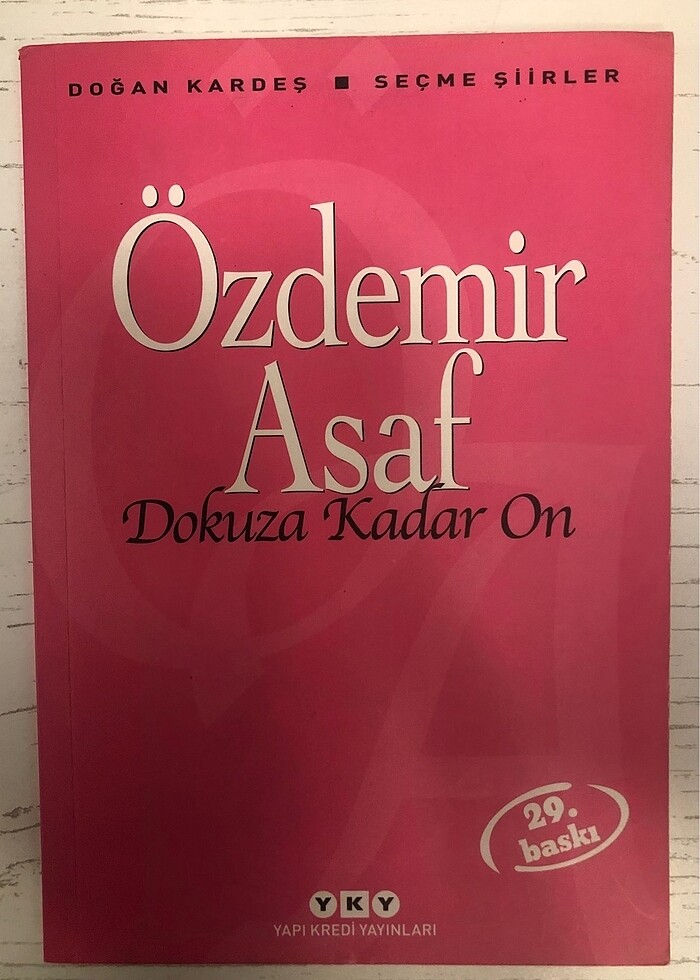 DOĞAN KARDEŞ ■ SEÇME ŞİİRLER
Özdemir
Asaf
Dokuza Kadar On
29.
baskı
YKY
YAPI KREDİ YAYINLARI